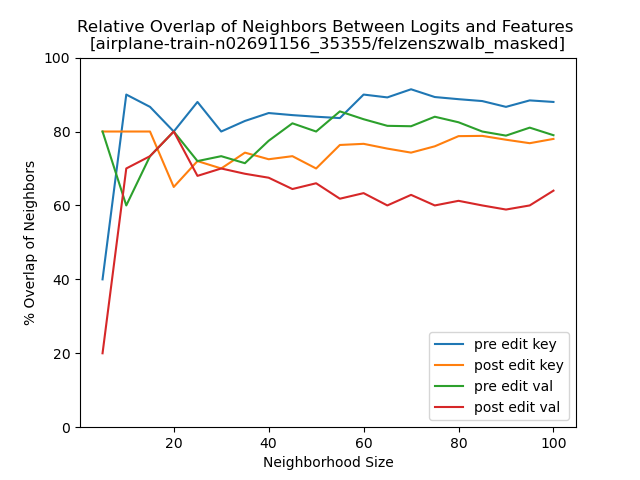 Relative Overlap of Neighbors Between Logits and Features
[airplane-train-n02691156_35355/felzenszwalb_masked]
100
80
60
40
20
0
% Overlap of Neighbors
pre edit key
post edit key
pre edit val
post edit val
20 40 60 80 100
Neighborhood Size